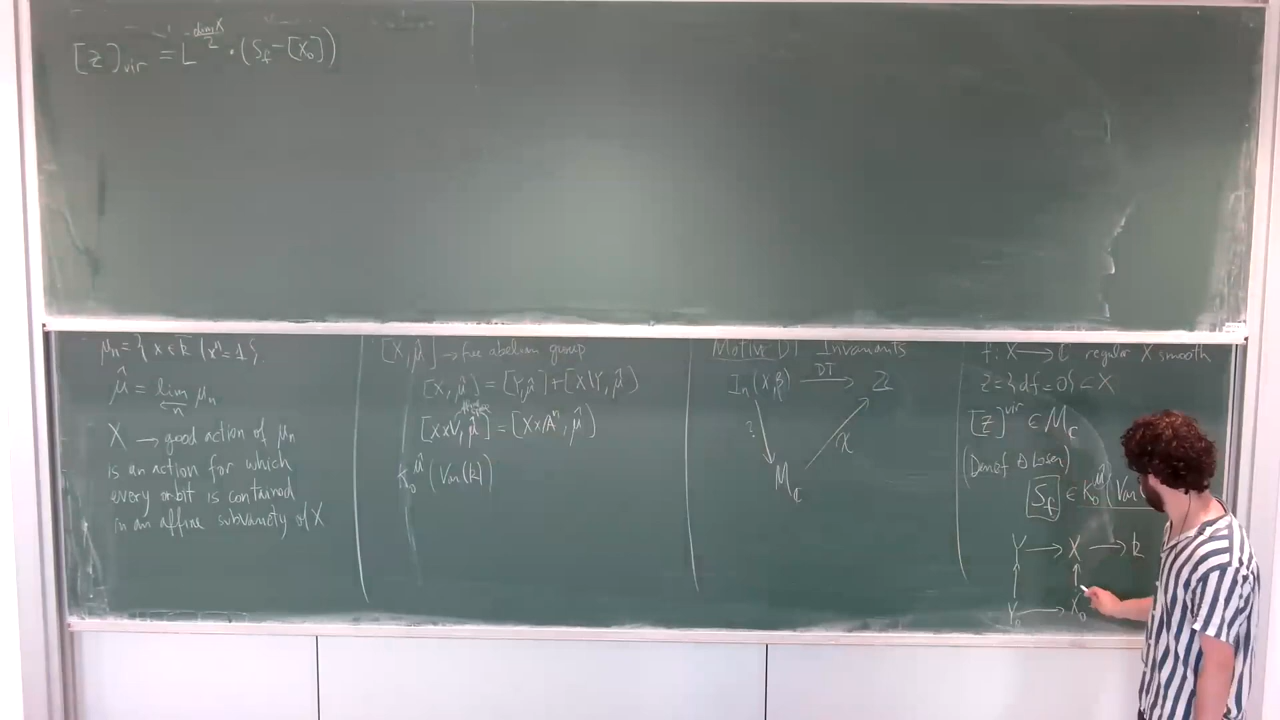 [Z]_vir = L^{-dim X/2} · (S_f − [X_0])
μ_n = { x ∈ k | x^n = 1 }.
μ̂ = lim_{←n} μ_n
X → good action of μ_n
is an action for which
every orbit is contained
in an affine subvariety of X
[X, μ̂] → free abelian group
[X, μ̂] = [Y, μ̂] + [X\Y, μ̂]
[X×V, μ̂] = [X×A^n, μ̂]
K_0^μ̂ (Var(k))
Motivic DT Invariants
I_n(X,β) —DT→ Z
? χ
M_C
f: X → C regular X smooth
Z = {df = 0} ⊂ X
[Z]^vir ∈ M_C
(Denef & Loeser)
S_f ∈ K_0^μ̂ (Var(
Y → X → k
Y_0 → X_0